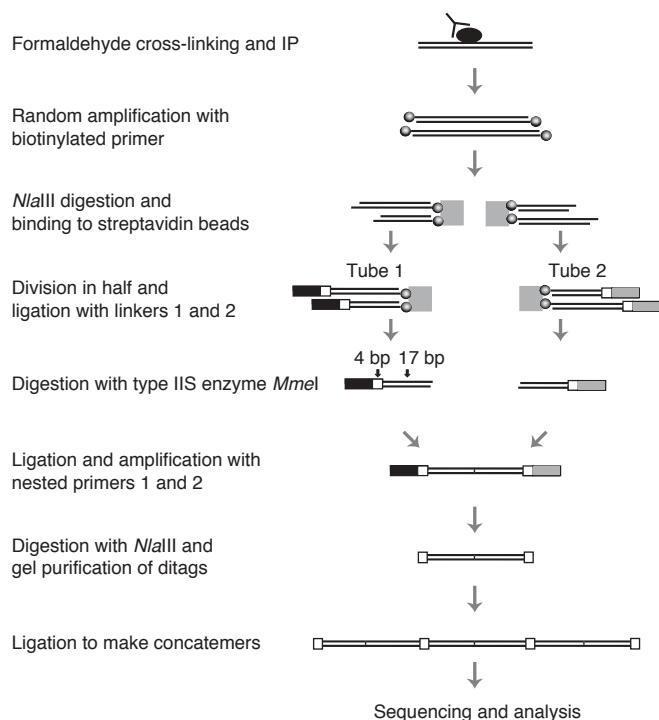 Formaldehyde cross-linking and IP
Random amplification with
biotinylated primer
NlaIII digestion and
binding to streptavidin beads
Tube 1
Tube 2
Division in half and
ligation with linkers 1 and 2
4 bp
17 bp
Digestion with type IIS enzyme MmeI
Ligation and amplification with
nested primers 1 and 2
Digestion with NlaIII and
gel purification of ditags
Ligation to make concatemers
Sequencing and analysis